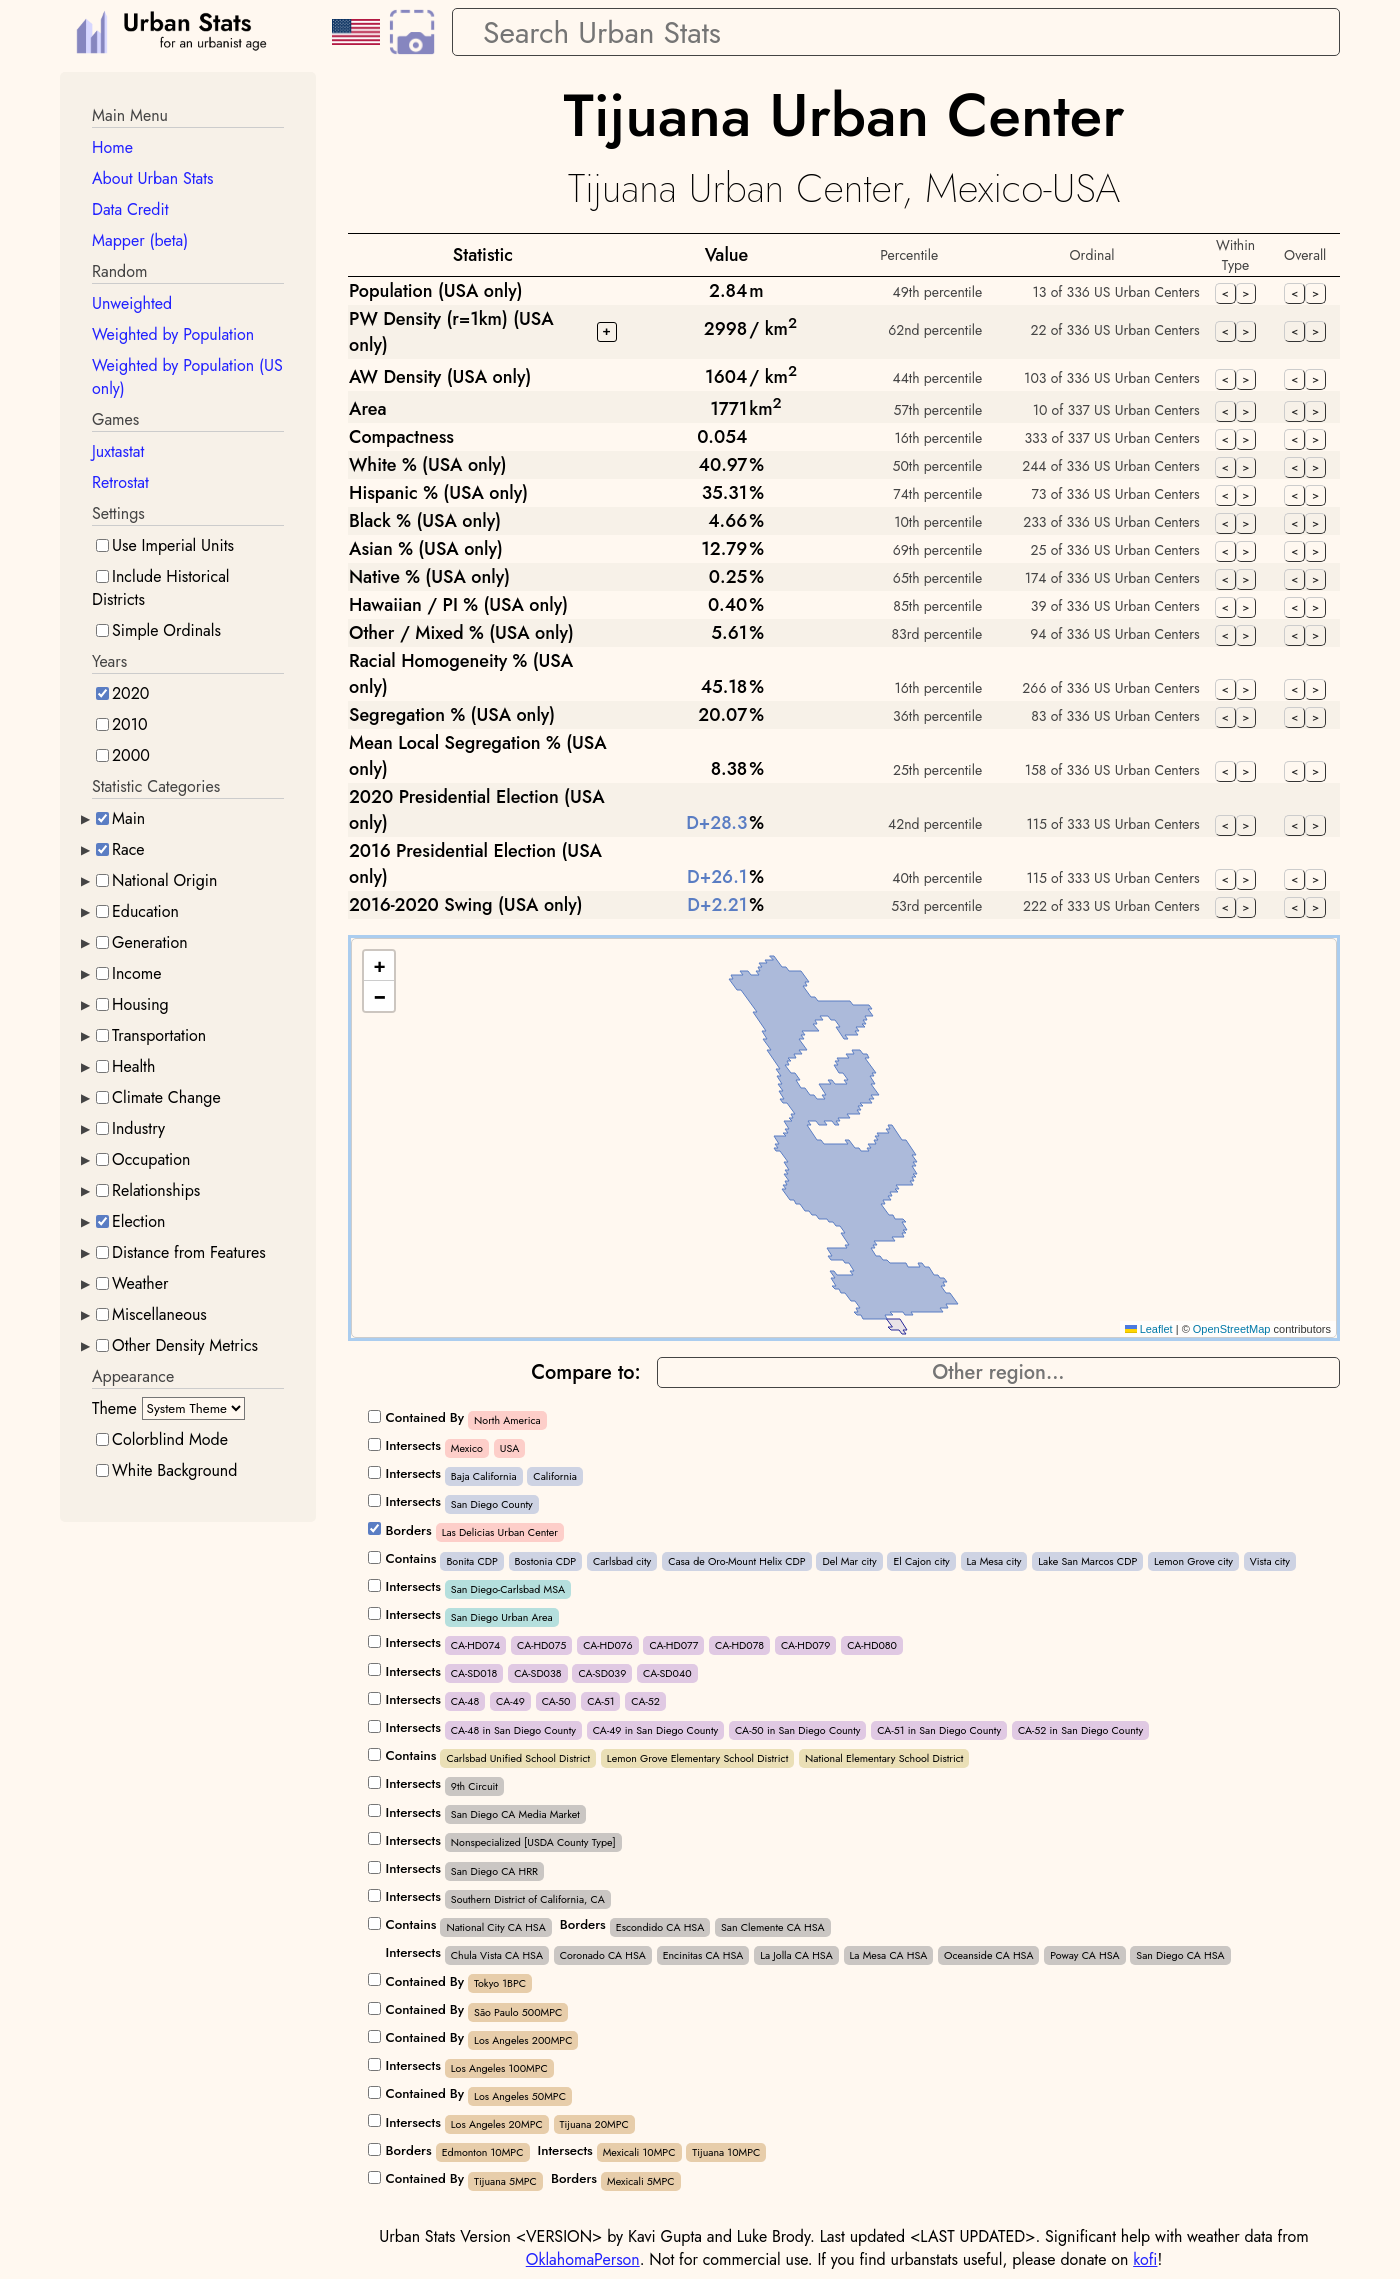 Urban Stats
for an urbanist age
Search Urban Stats
Main Menu
Home
About Urban Stats
Data Credit
Mapper (beta)
Random
Unweighted
Weighted by Population
Weighted by Population (US
only)
Games
Juxtastat
Retrostat
Settings
Use Imperial Units
Include Historical
Districts
Simple Ordinals
Years
2020
2010
2000
Statistic Categories
Main
Race
National Origin
Education
Generation
Income
Housing
Transportation
Health
Climate Change
Industry
Occupation
Relationships
Election
Distance from Features
Weather
Miscellaneous
Other Density Metrics
Appearance
Theme System Theme
Colorblind Mode
White Background
Tijuana Urban Center
Tijuana Urban Center, Mexico-USA
Statistic Value Percentile Ordinal Within Type Overall
Population (USA only) 2.84 m 49th percentile 13 of 336 US Urban Centers < > < >
PW Density (r=1km) (USA only) + 2998 / km² 62nd percentile 22 of 336 US Urban Centers < > < >
AW Density (USA only) 1604 / km² 44th percentile 103 of 336 US Urban Centers < > < >
Area 1771 km² 57th percentile 10 of 337 US Urban Centers < > < >
Compactness 0.054 16th percentile 333 of 337 US Urban Centers < > < >
White % (USA only) 40.97 % 50th percentile 244 of 336 US Urban Centers < > < >
Hispanic % (USA only) 35.31 % 74th percentile 73 of 336 US Urban Centers < > < >
Black % (USA only) 4.66 % 10th percentile 233 of 336 US Urban Centers < > < >
Asian % (USA only) 12.79 % 69th percentile 25 of 336 US Urban Centers < > < >
Native % (USA only) 0.25 % 65th percentile 174 of 336 US Urban Centers < > < >
Hawaiian / PI % (USA only) 0.40 % 85th percentile 39 of 336 US Urban Centers < > < >
Other / Mixed % (USA only) 5.61 % 83rd percentile 94 of 336 US Urban Centers < > < >
Racial Homogeneity % (USA only) 45.18 % 16th percentile 266 of 336 US Urban Centers < > < >
Segregation % (USA only) 20.07 % 36th percentile 83 of 336 US Urban Centers < > < >
Mean Local Segregation % (USA only) 8.38 % 25th percentile 158 of 336 US Urban Centers < > < >
2020 Presidential Election (USA only) D+28.3 % 42nd percentile 115 of 333 US Urban Centers < > < >
2016 Presidential Election (USA only) D+26.1 % 40th percentile 115 of 333 US Urban Centers < > < >
2016-2020 Swing (USA only) D+2.21 % 53rd percentile 222 of 333 US Urban Centers < > < >
+
−
Leaflet | © OpenStreetMap contributors
Compare to: Other region...
Contained By North America
Intersects Mexico USA
Intersects Baja California California
Intersects San Diego County
Borders Las Delicias Urban Center
Contains Bonita CDP Bostonia CDP Carlsbad city Casa de Oro-Mount Helix CDP Del Mar city El Cajon city La Mesa city Lake San Marcos CDP Lemon Grove city Vista city
Intersects San Diego-Carlsbad MSA
Intersects San Diego Urban Area
Intersects CA-HD074 CA-HD075 CA-HD076 CA-HD077 CA-HD078 CA-HD079 CA-HD080
Intersects CA-SD018 CA-SD038 CA-SD039 CA-SD040
Intersects CA-48 CA-49 CA-50 CA-51 CA-52
Intersects CA-48 in San Diego County CA-49 in San Diego County CA-50 in San Diego County CA-51 in San Diego County CA-52 in San Diego County
Contains Carlsbad Unified School District Lemon Grove Elementary School District National Elementary School District
Intersects 9th Circuit
Intersects San Diego CA Media Market
Intersects Nonspecialized [USDA County Type]
Intersects San Diego CA HRR
Intersects Southern District of California, CA
Contains National City CA HSA Borders Escondido CA HSA San Clemente CA HSA
Intersects Chula Vista CA HSA Coronado CA HSA Encinitas CA HSA La Jolla CA HSA La Mesa CA HSA Oceanside CA HSA Poway CA HSA San Diego CA HSA
Contained By Tokyo 1BPC
Contained By São Paulo 500MPC
Contained By Los Angeles 200MPC
Intersects Los Angeles 100MPC
Contained By Los Angeles 50MPC
Intersects Los Angeles 20MPC Tijuana 20MPC
Borders Edmonton 10MPC Intersects Mexicali 10MPC Tijuana 10MPC
Contained By Tijuana 5MPC Borders Mexicali 5MPC
Urban Stats Version <VERSION> by Kavi Gupta and Luke Brody. Last updated <LAST UPDATED>. Significant help with weather data from
OklahomaPerson. Not for commercial use. If you find urbanstats useful, please donate on kofi!